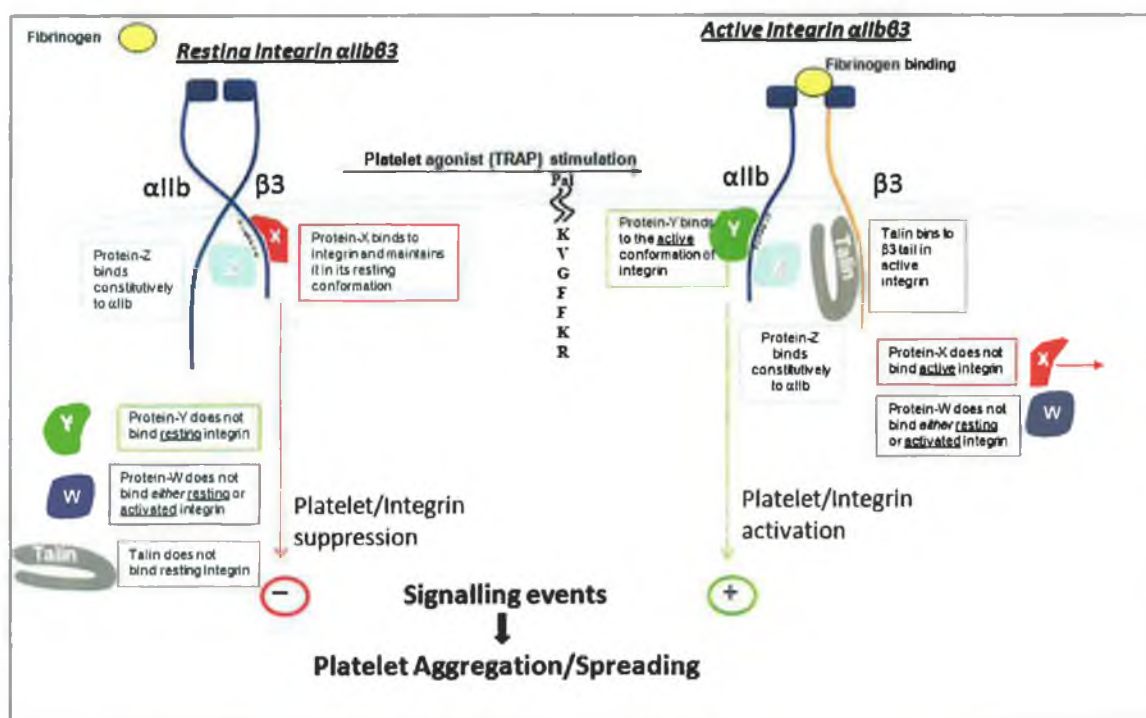 Fibrinogen
Resting Integrin αIIbβ3
Active Integrin αIIbβ3
Fibrinogen binding
Platelet agonist (TRAP) stimulation
Pal
K
V
G
F
F
K
R
αIIb
β3
X
Protein-Z
binds
constitutively
to αIIb
Protein-X binds to
integrin and maintains
it in its resting
conformation
Protein-Y binds
to the active
conformation of
integrin
αIIb
Y
β3
Talin
Talin bins to
β3 tail in
active
integrin
Protein-Z
binds
constitutively
to αIIb
Protein-X does not
bind active integrin
X
Protein-W does not
bind either resting
or activated integrin
W
Y
Protein-Y does not
bind resting integrin
W
Protein-W does not
bind either resting or
activated integrin
Talin
Talin does not
bind resting Integrin
Platelet/Integrin
suppression
Platelet/Integrin
activation
−
+
Signalling events
Platelet Aggregation/Spreading